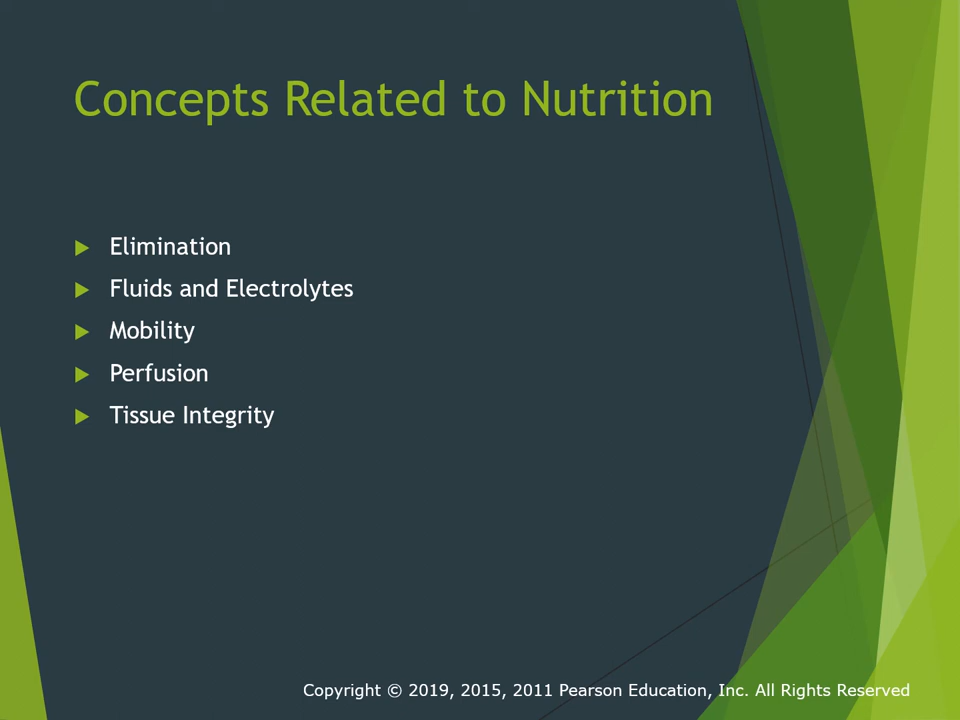 Concepts Related to Nutrition
Elimination
Fluids and Electrolytes
Mobility
Perfusion
Tissue Integrity
Copyright © 2019, 2015, 2011 Pearson Education, Inc. All Rights Reserved